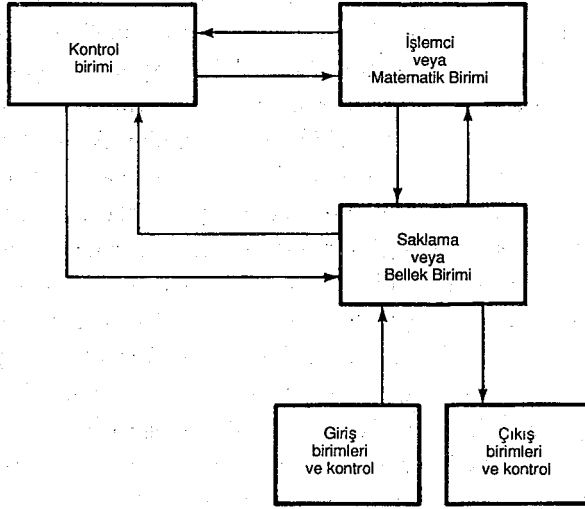 Kontrol
birimi
İşlemci
veya
Matematik Birimi
Saklama
veya
Bellek Birimi
Giriş
birimleri
ve kontrol
Çıkış
birimleri
ve kontrol